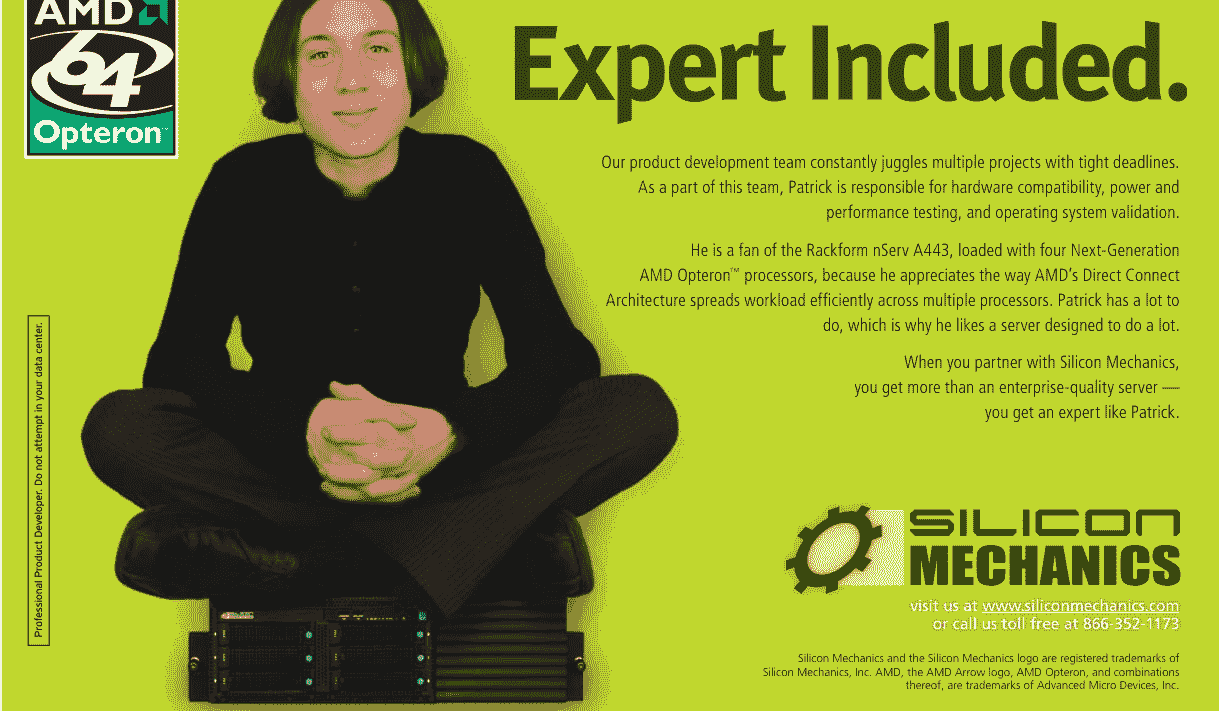 AMD
64
Opteron™
Expert Included.
Our product development team constantly juggles multiple projects with tight deadlines.
As a part of this team, Patrick is responsible for hardware compatibility, power and
performance testing, and operating system validation.
He is a fan of the Rackform nServ A443, loaded with four Next-Generation
AMD Opteron™ processors, because he appreciates the way AMD's Direct Connect
Architecture spreads workload efficiently across multiple processors. Patrick has a lot to
do, which is why he likes a server designed to do a lot.
When you partner with Silicon Mechanics,
you get more than an enterprise-quality server —
you get an expert like Patrick.
Professional Product Developer. Do not attempt in your data center.
SILICON
MECHANICS
visit us at www.siliconmechanics.com
or call us toll free at 866-352-1173
Silicon Mechanics and the Silicon Mechanics logo are registered trademarks of
Silicon Mechanics, Inc. AMD, the AMD Arrow logo, AMD Opteron, and combinations
thereof, are trademarks of Advanced Micro Devices, Inc.